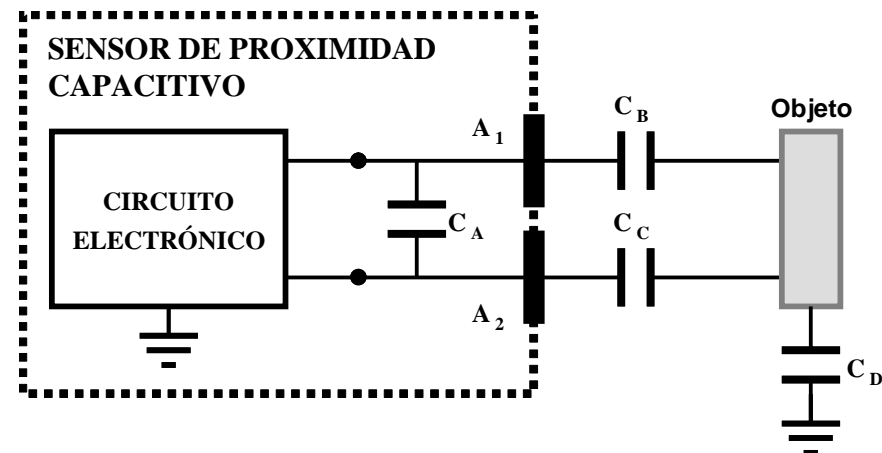 SENSOR DE PROXIMIDAD
CAPACITIVO
CIRCUITO
ELECTRÓNICO
A 1
A 2
C A
C B
C C
Objeto
C D